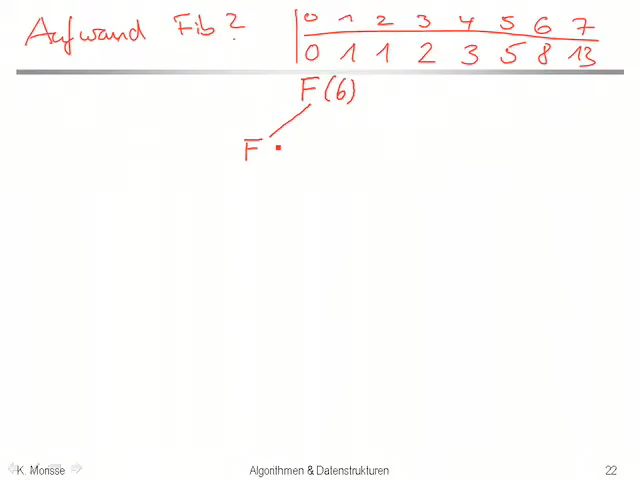 Aufwand Fib? 0 1 2 3 4 5 6 7
0 1 1 2 3 5 8 13
F(6)
F
K. Morisse Algorithmen & Datenstrukturen 22